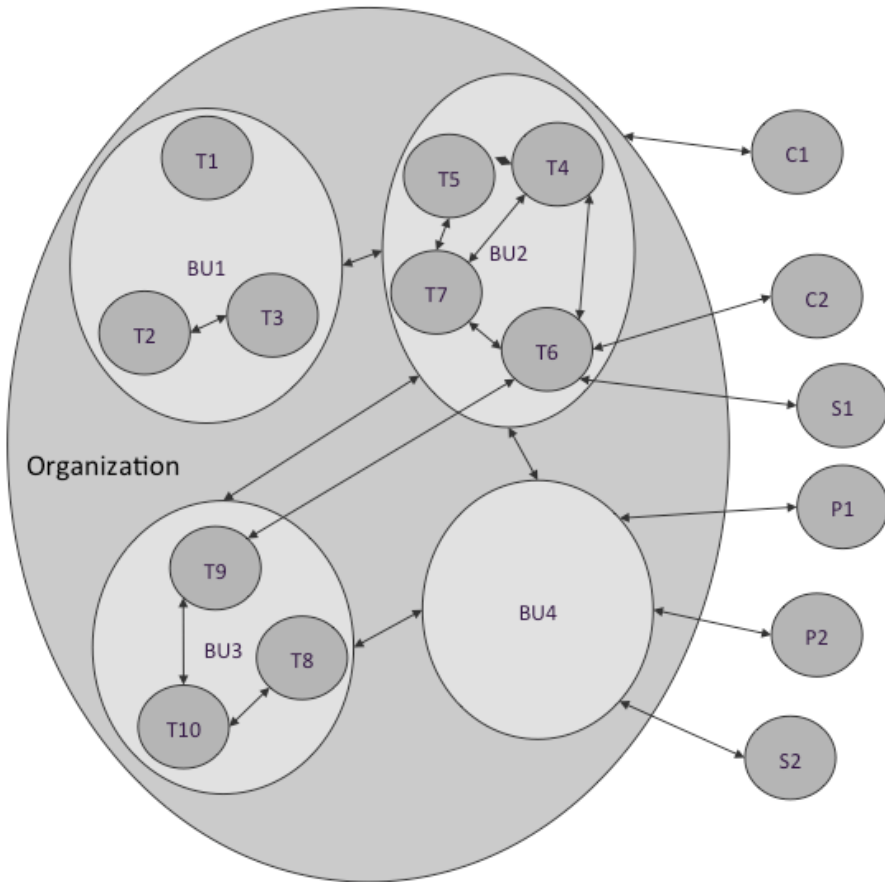 T1
T5
T4
C1
BU1
BU2
T7
C2
T2
T3
T6
S1
Organization
P1
T9
BU4
P2
BU3
T8
T10
S2